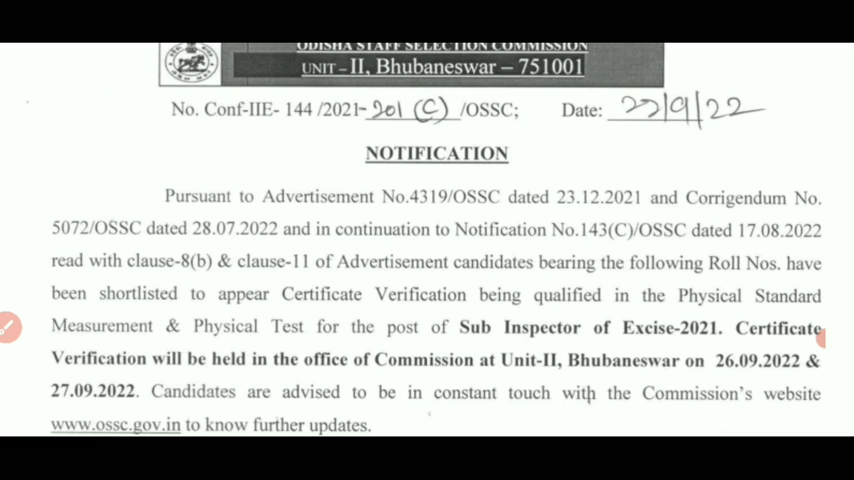 ODISHA STAFF SELECTION COMMISSION
UNIT – II, Bhubaneswar – 751001
No. Conf-IIE- 144 /2021-201 (C) /OSSC; Date: 22/9/22
NOTIFICATION
Pursuant to Advertisement No.4319/OSSC dated 23.12.2021 and Corrigendum No.
5072/OSSC dated 28.07.2022 and in continuation to Notification No.143(C)/OSSC dated 17.08.2022
read with clause-8(b) & clause-11 of Advertisement candidates bearing the following Roll Nos. have
been shortlisted to appear Certificate Verification being qualified in the Physical Standard
Measurement & Physical Test for the post of Sub Inspector of Excise-2021. Certificate
Verification will be held in the office of Commission at Unit-II, Bhubaneswar on 26.09.2022 &
27.09.2022. Candidates are advised to be in constant touch with the Commission's website
www.ossc.gov.in to know further updates.